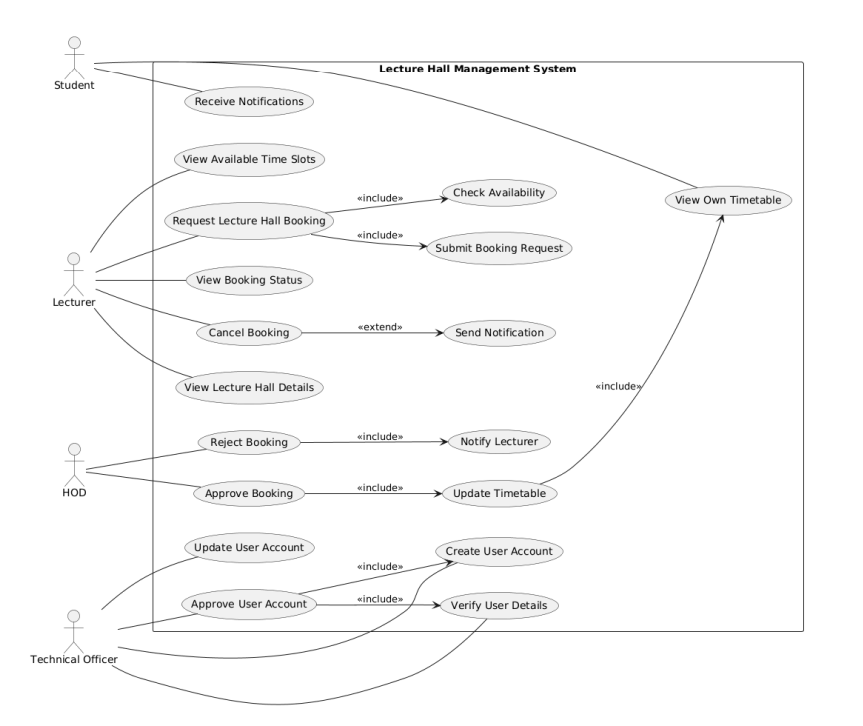 Lecture Hall Management System
Student
Receive Notifications
View Available Time Slots
«include»
Check Availability
View Own Timetable
Request Lecture Hall Booking
«include»
Submit Booking Request
View Booking Status
Lecturer
Cancel Booking
«extend»
Send Notification
View Lecture Hall Details
«include»
Reject Booking
«include»
Notify Lecturer
HOD
Approve Booking
«include»
Update Timetable
Update User Account
Create User Account
«include»
Approve User Account
«include»
Verify User Details
Technical Officer